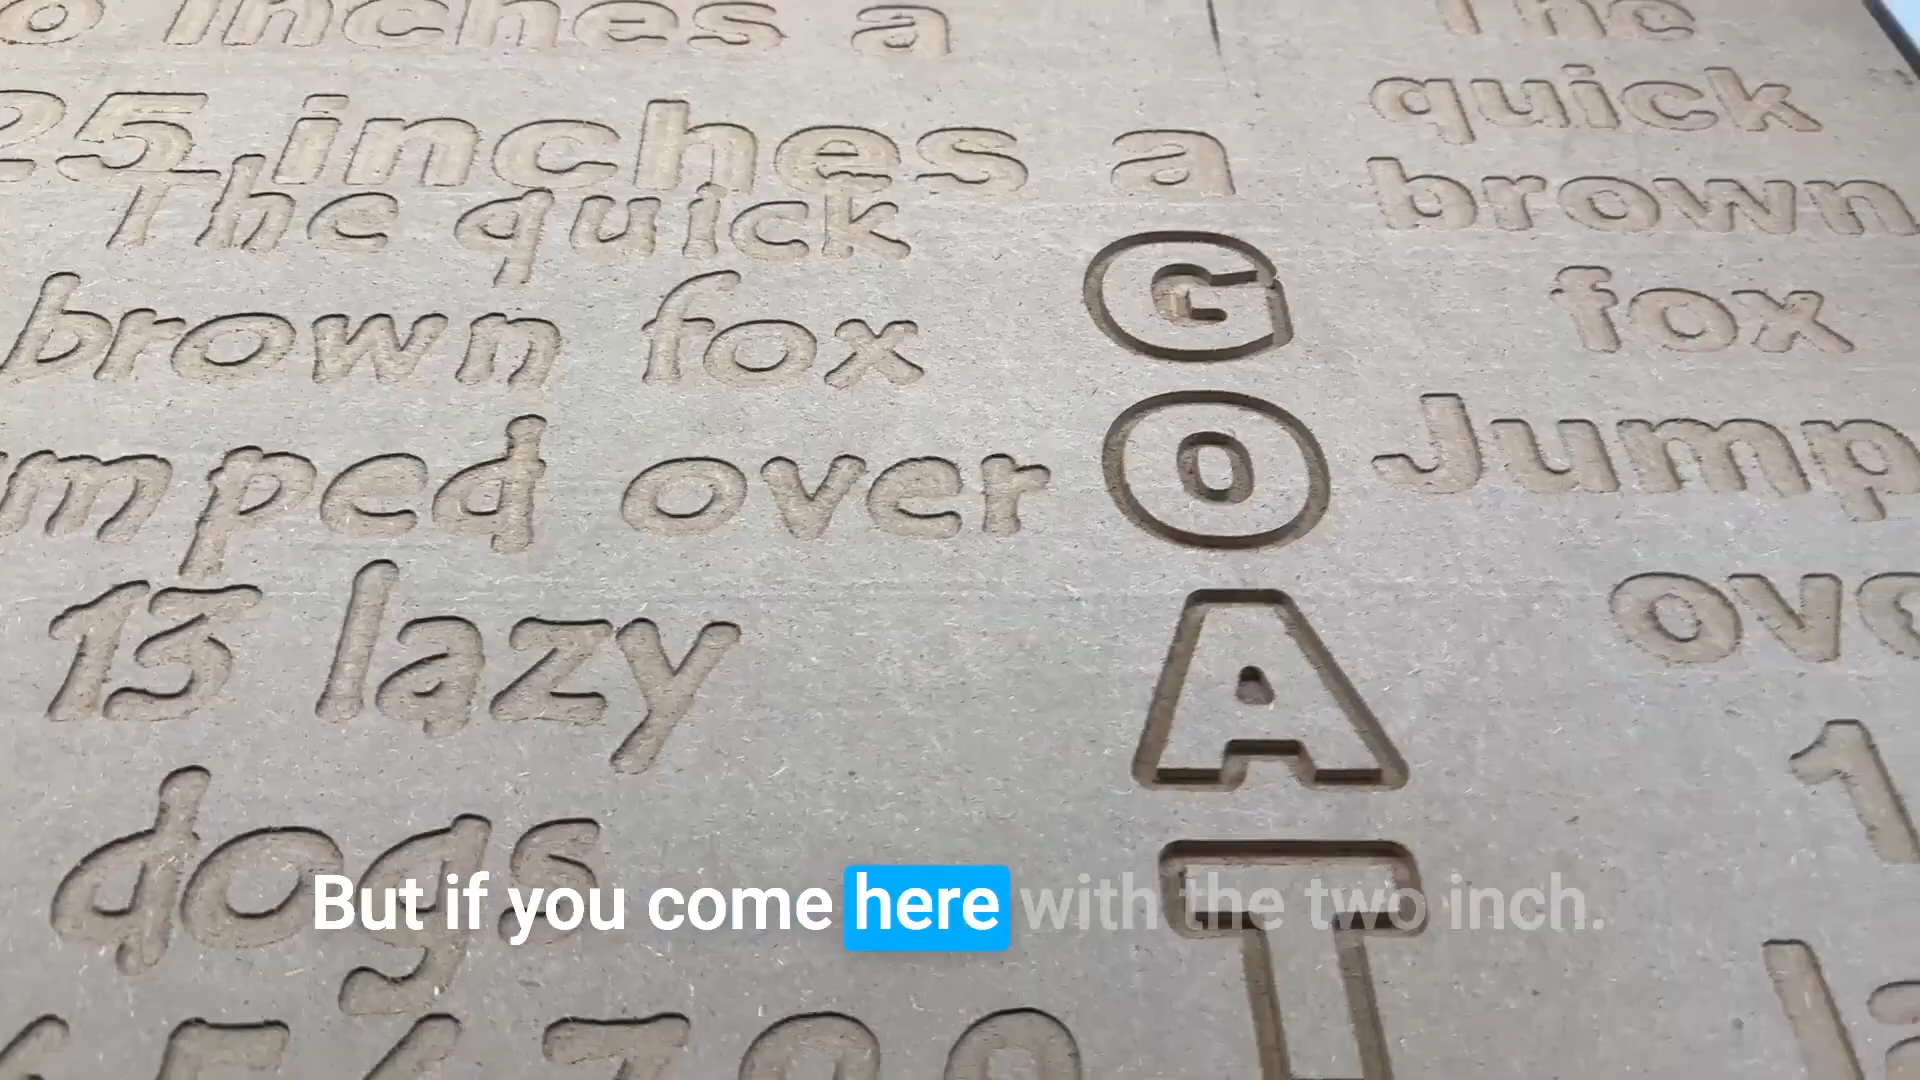 inches a
25 inches a
The quick
brown fox
mped over
13 lazy
dogs
G
O
A
T
The
quick
brown
fox
Jump
But if you come here with the two inch.